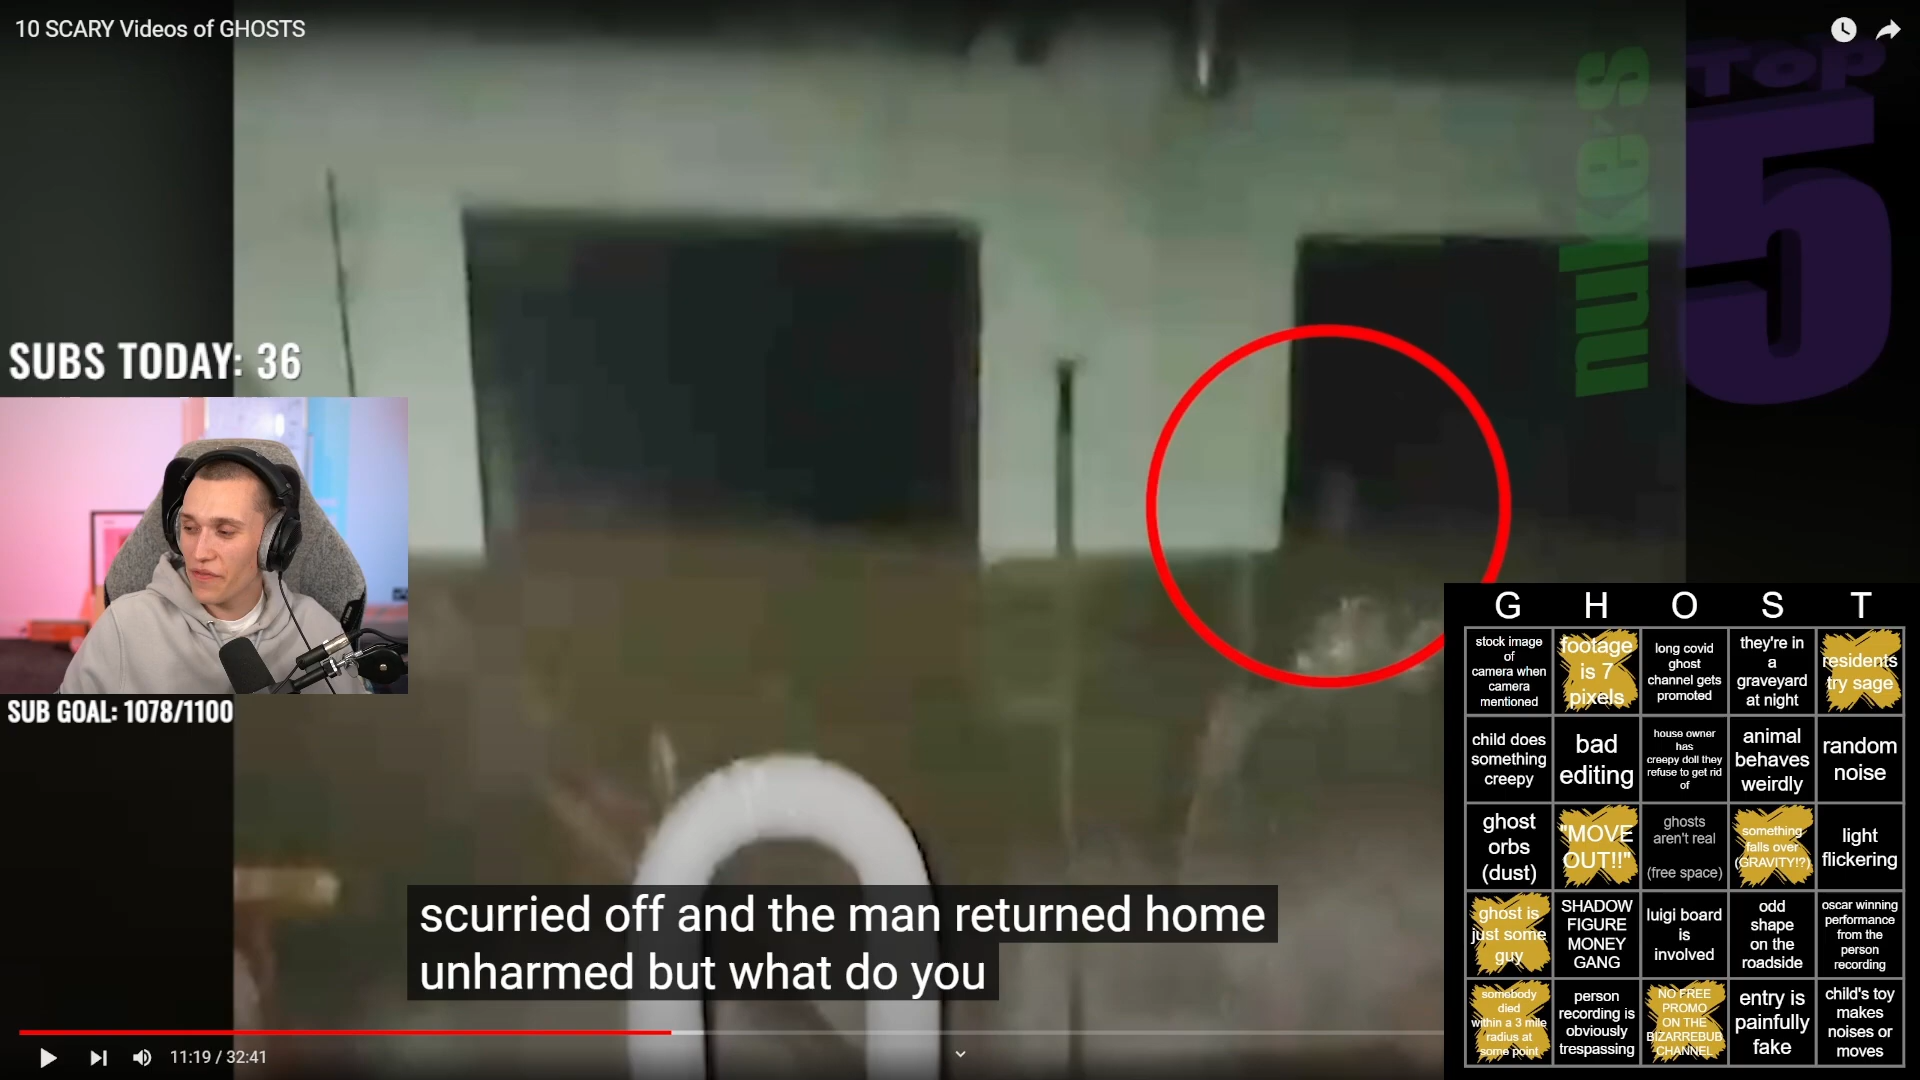 10 SCARY Videos of GHOSTS
nukes
Top
5
SUBS TODAY: 36
SUB GOAL: 1078/1100
scurried off and the man returned home
unharmed but what do you
11:19 / 32:41
G H O S T
stock image
of
camera when
camera
mentioned
footage
is 7
pixels
long covid
ghost
channel gets
promoted
they're in
a
graveyard
at night
residents
try sage
child does
something
creepy
bad
editing
house owner
has
creepy doll they
refuse to get rid
of
animal
behaves
weirdly
random
noise
ghost
orbs
(dust)
"MOVE
OUT!!"
ghosts
aren't real
(free space)
something
falls over
(GRAVITY!?)
light
flickering
ghost is
just some
guy
SHADOW
FIGURE
MONEY
GANG
luigi board
is
involved
odd
shape
on the
roadside
oscar winning
performance
from the
person
recording
somebody
died
within a 3 mile
radius at
some point
person
recording is
obviously
trespassing
NO FREE
PROMO
ON THE
BIZARREBUB
CHANNEL
entry is
painfully
fake
child's toy
makes
noises or
moves